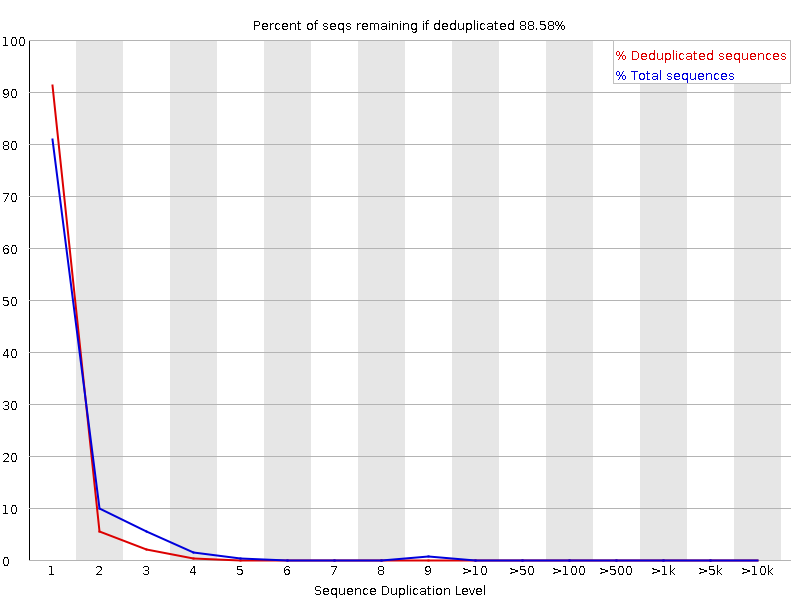 Percent of seqs remaining if deduplicated 88.58%
% Deduplicated sequences
% Total sequences
100
90
80
70
60
50
40
30
20
10
0
1 2 3 4 5 6 7 8 9 >10 >50 >100 >500 >1k >5k >10k
Sequence Duplication Level